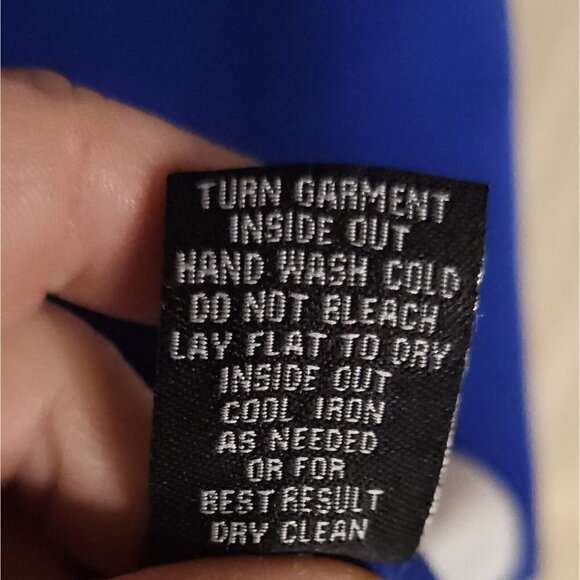 TURN GARMENT
INSIDE OUT
HAND WASH COLD
DO NOT BLEACH
LAY FLAT TO DRY
INSIDE OUT
COOL IRON
AS NEEDED
OR FOR
BEST RESULT
DRY CLEAN